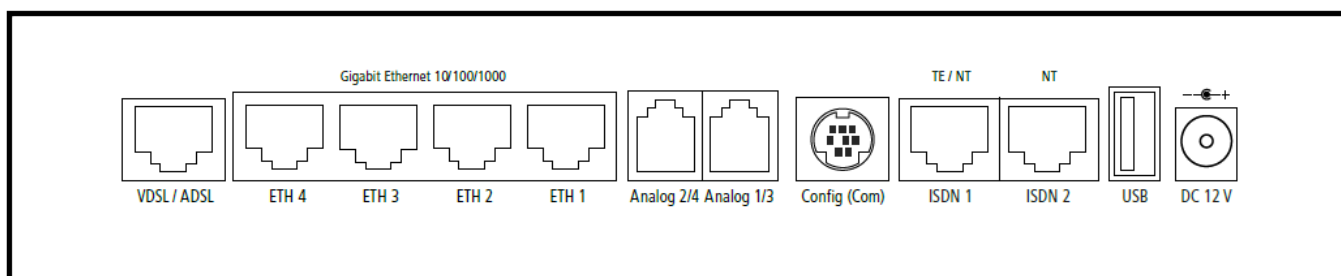 Gigabit Ethernet 10/100/1000
TE / NT
NT
VDSL / ADSL
ETH 4
ETH 3
ETH 2
ETH 1
Analog 2/4
Analog 1/3
Config (Com)
ISDN 1
ISDN 2
USB
DC 12 V